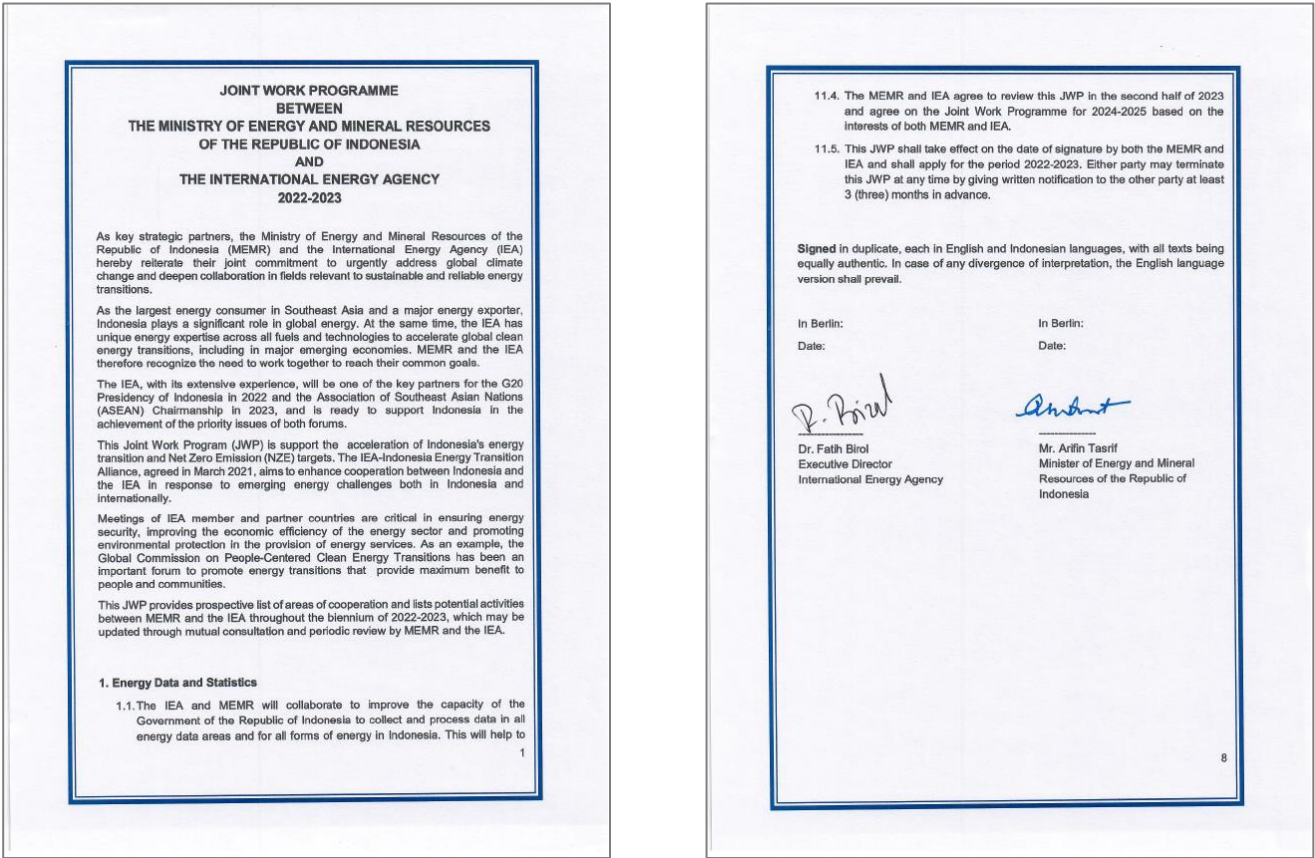 JOINT WORK PROGRAMME
BETWEEN
THE MINISTRY OF ENERGY AND MINERAL RESOURCES
OF THE REPUBLIC OF INDONESIA
AND
THE INTERNATIONAL ENERGY AGENCY
2022-2023
As key strategic partners, the Ministry of Energy and Mineral Resources of the
Republic of Indonesia (MEMR) and the International Energy Agency (IEA)
hereby reiterate their joint commitment to urgently address global climate
change and deepen collaboration in fields relevant to sustainable and reliable energy
transitions.
As the largest energy consumer in Southeast Asia and a major energy exporter,
Indonesia plays a significant role in global energy. At the same time, the IEA has
unique energy expertise across all fuels and technologies to accelerate global clean
energy transitions, including in major emerging economies. MEMR and the IEA
therefore recognize the need to work together to reach their common goals.
The IEA, with its extensive experience, will be one of the key partners for the G20
Presidency of Indonesia in 2022 and the Association of Southeast Asian Nations
(ASEAN) Chairmanship in 2023, and is ready to support Indonesia in the
achievement of the priority issues of both forums.
This Joint Work Program (JWP) is support the acceleration of Indonesia's energy
transition and Net Zero Emission (NZE) targets. The IEA-Indonesia Energy Transition
Alliance, agreed in March 2021, aims to enhance cooperation between Indonesia and
the IEA in response to emerging energy challenges both in Indonesia and
internationally.
Meetings of IEA member and partner countries are critical in ensuring energy
security, improving the economic efficiency of the energy sector and promoting
environmental protection in the provision of energy services. As an example, the
Global Commission on People-Centered Clean Energy Transitions has been an
important forum to promote energy transitions that provide maximum benefit to
people and communities.
This JWP provides prospective list of areas of cooperation and lists potential activities
between MEMR and the IEA throughout the biennium of 2022-2023, which may be
updated through mutual consultation and periodic review by MEMR and the IEA.
1. Energy Data and Statistics
1.1.The IEA and MEMR will collaborate to improve the capacity of the
Government of the Republic of Indonesia to collect and process data in all
energy data areas and for all forms of energy in Indonesia. This will help to
1
11.4. The MEMR and IEA agree to review this JWP in the second half of 2023
and agree on the Joint Work Programme for 2024-2025 based on the
interests of both MEMR and IEA.
11.5. This JWP shall take effect on the date of signature by both the MEMR and
IEA and shall apply for the period 2022-2023. Either party may terminate
this JWP at any time by giving written notification to the other party at least
3 (three) months in advance.
Signed in duplicate, each in English and Indonesian languages, with all texts being
equally authentic. In case of any divergence of interpretation, the English language
version shall prevail.
In Berlin:
Date:
R. Birol
Dr. Fatih Birol
Executive Director
International Energy Agency
In Berlin:
Date:
Mr. Arifin Tasrif
Minister of Energy and Mineral
Resources of the Republic of
Indonesia
8